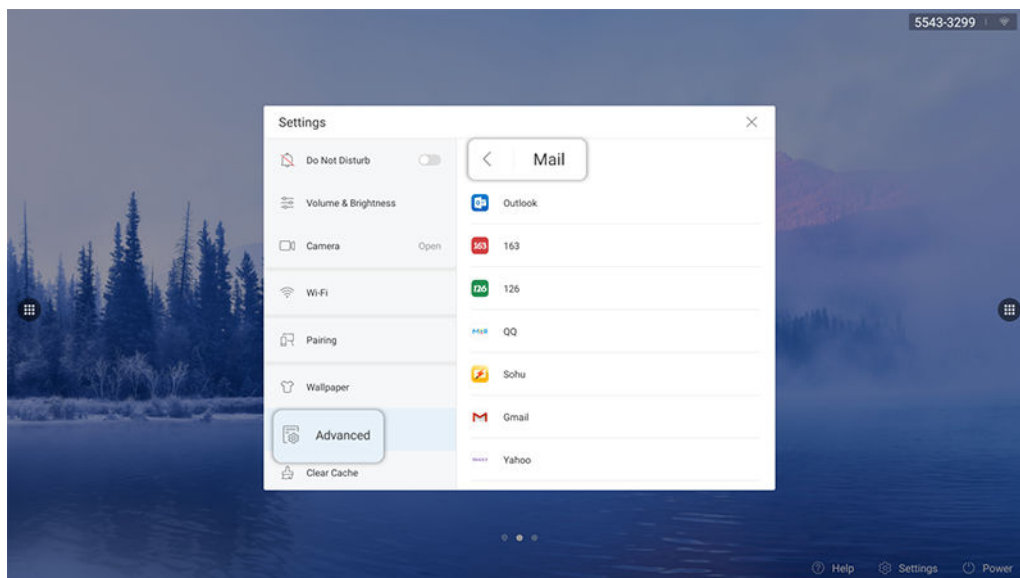 5543-3299
Settings
Do Not Disturb
Volume & Brightness
Camera Open
Wi-Fi
Pairing
Wallpaper
Advanced
Clear Cache
Mail
Outlook
163 163
126 126
QQ
Sohu
Gmail
Yahoo
Help Settings Power